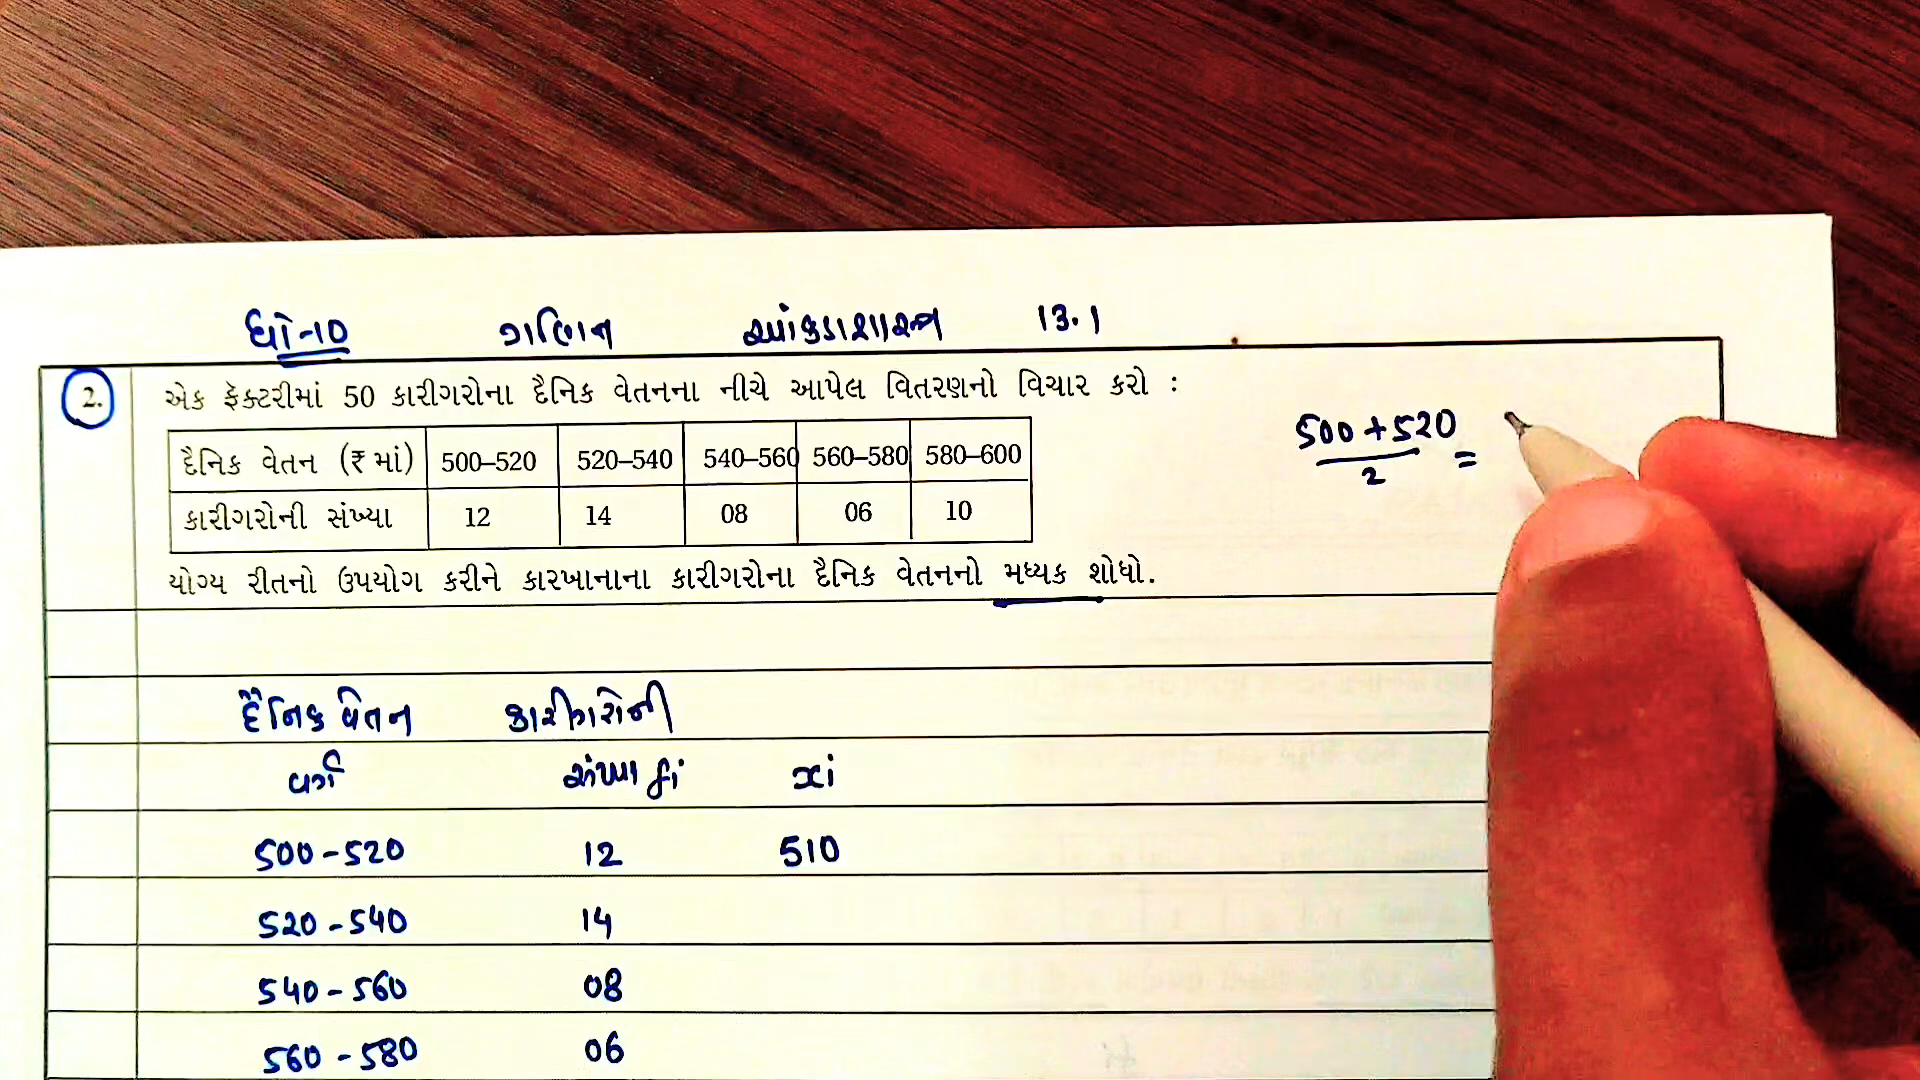 ધો-10 ગણિત આંકડાશાસ્ત્ર 13.1
2. એક ફૅક્ટરીમાં 50 કારીગરોના દૈનિક વેતનના નીચે આપેલ વિતરણનો વિચાર કરો :
દૈનિક વેતન (₹ માં) 500–520 520–540 540–560 560–580 580–600
કારીગરોની સંખ્યા 12 14 08 06 10
યોગ્ય રીતનો ઉપયોગ કરીને કારખાનાના કારીગરોના દૈનિક વેતનનો મધ્યક શોધો.
500 + 520
2 =
દૈનિક વેતન કારીગરોની
વર્ગ સંખ્યા fi xi
500 - 520 12 510
520 - 540 14
540 - 560 08
560 - 580 06